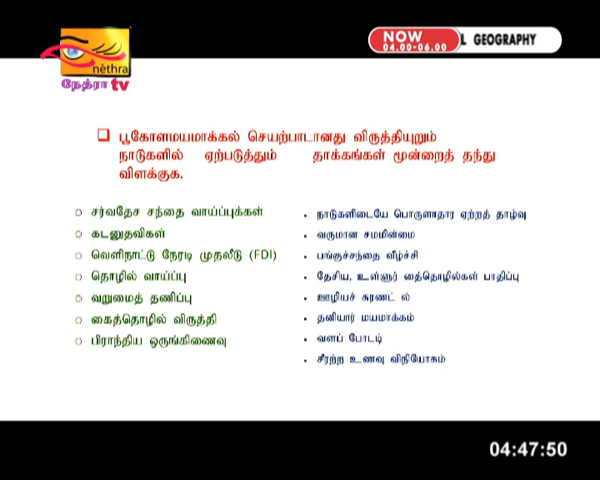 NOW
04.00-06.00
L GEOGRAPHY
nethra
நேத்ரா tv
பூகோளமயமாக்கல் செயற்பாடானது விருத்தியுறும்
நாடுகளில் ஏற்படுத்தும் தாக்கங்கள் மூன்றைத் தந்து
விளக்குக.
சர்வதேச சந்தை வாய்ப்புக்கள்
கடனுதவிகள்
வெளிநாட்டு நேரடி முதலீடு (FDI)
தொழில் வாய்ப்பு
வறுமைத் தணிப்பு
கைத்தொழில் விருத்தி
பிராந்திய ஒருங்கிணைவு
நாடுகளிடையே பொருளாதார ஏற்றத் தாழ்வு
வருமான சமமின்மை
பங்குச்சந்தை வீழ்ச்சி
தேசிய, உள்ளுர் த்தைதொழில்கள் பாதிப்பு
ஊழியச் சுரணட் ல்
தனியார் மயமாக்கம்
வளப் போடடி
சீரற்ற உணவு விநியோகம்
04:47:50